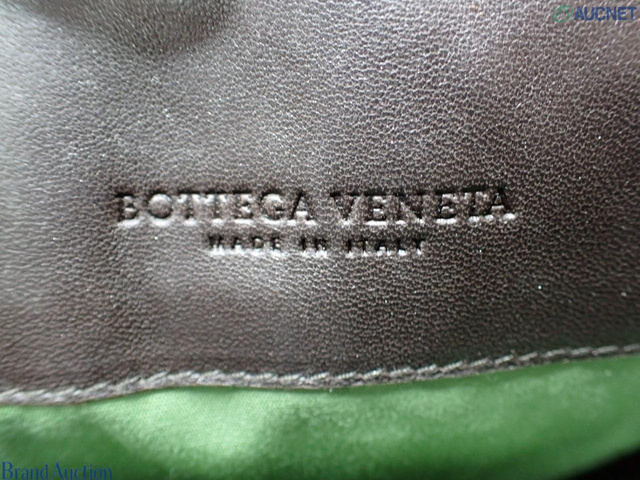 AUCNET
BOTTEGA VENETA
MADE IN ITALY
Brand Auction